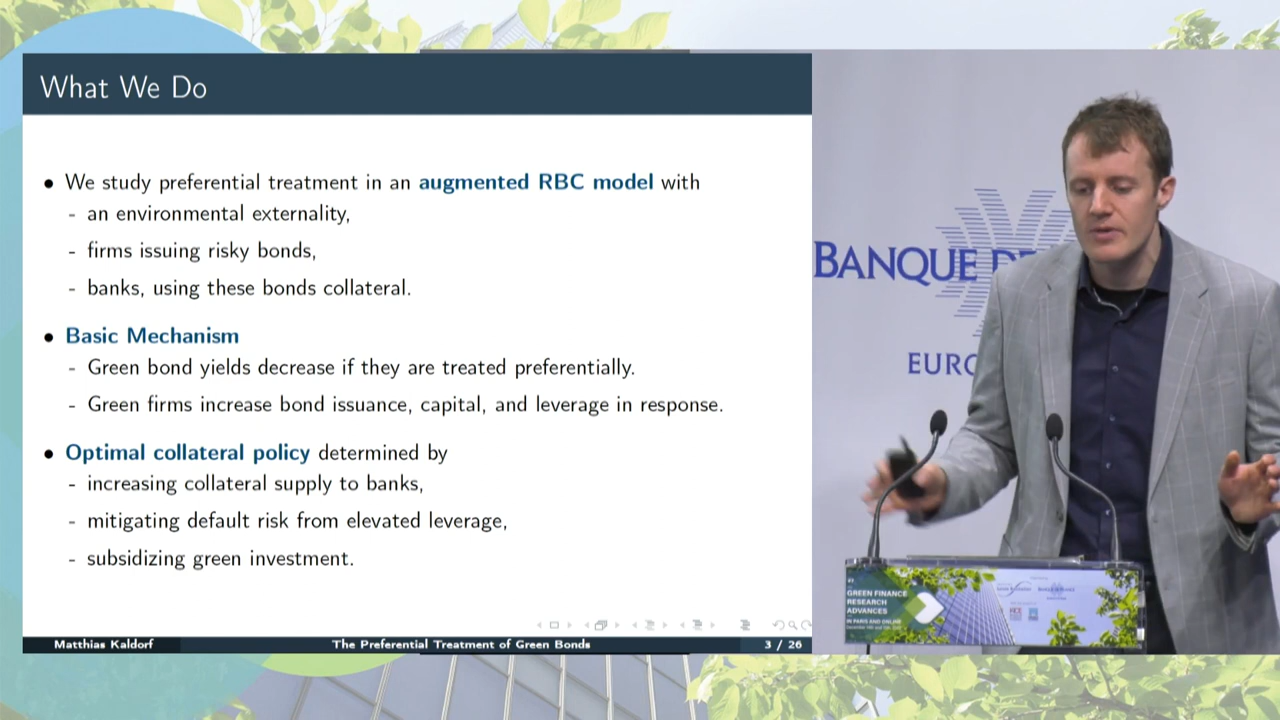 What We Do
• We study preferential treatment in an augmented RBC model with
- an environmental externality,
- firms issuing risky bonds,
- banks, using these bonds collateral.
• Basic Mechanism
- Green bond yields decrease if they are treated preferentially.
- Green firms increase bond issuance, capital, and leverage in response.
• Optimal collateral policy determined by
- increasing collateral supply to banks,
- mitigating default risk from elevated leverage,
- subsidizing green investment.
Matthias Kaldorf The Preferential Treatment of Green Bonds 3 / 26
BANQUE DE
EURO
GREEN FINANCE
RESEARCH
ADVANCES
IN PARIS AND ONLINE